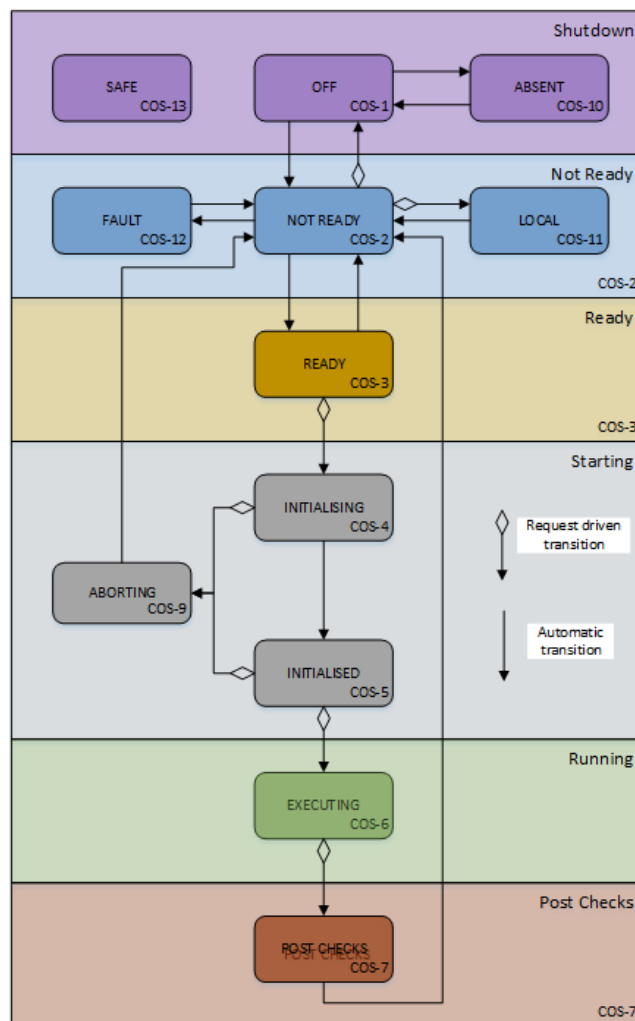 Shutdown
SAFE
COS-13
OFF
COS-1
ABSENT
COS-10
Not Ready
FAULT
COS-12
NOT READY
COS-2
LOCAL
COS-11
COS-2
Ready
READY
COS-3
COS-3
Starting
INITIALISING
COS-4
Request driven
transition
ABORTING
COS-9
Automatic
transition
INITIALISED
COS-5
Running
EXECUTING
COS-6
Post Checks
POST CHECKS
POST CHECKS
COS-7
COS-7